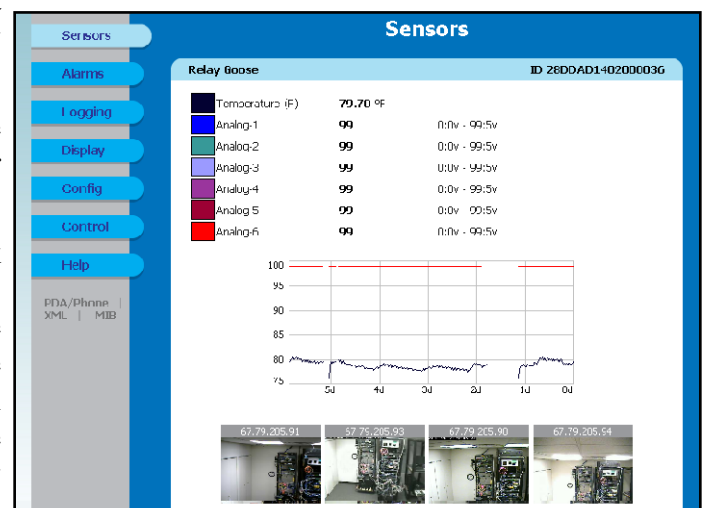 Sensors
Alarms
Logging
Display
Config
Control
Help
PDA/Phone |
XML | MIB
Sensors
Relay Goose ID 28DDAD1402000036
Temperature (F) 79.70 ºF
Analog-1 99 0:0v - 99:5v
Analog-2 99 0:0v - 99:5v
Analog-3 99 0:0v - 99:5v
Analog-4 99 0:0v - 99:5v
Analog-5 99 0:0v - 99:5v
Analog-6 99 0:0v - 99:5v
100
95
90
85
80
75
5d 4d 3d 2d 1d 0d
67.79.205.91 67.79.205.93 67.79.205.90 67.79.205.94